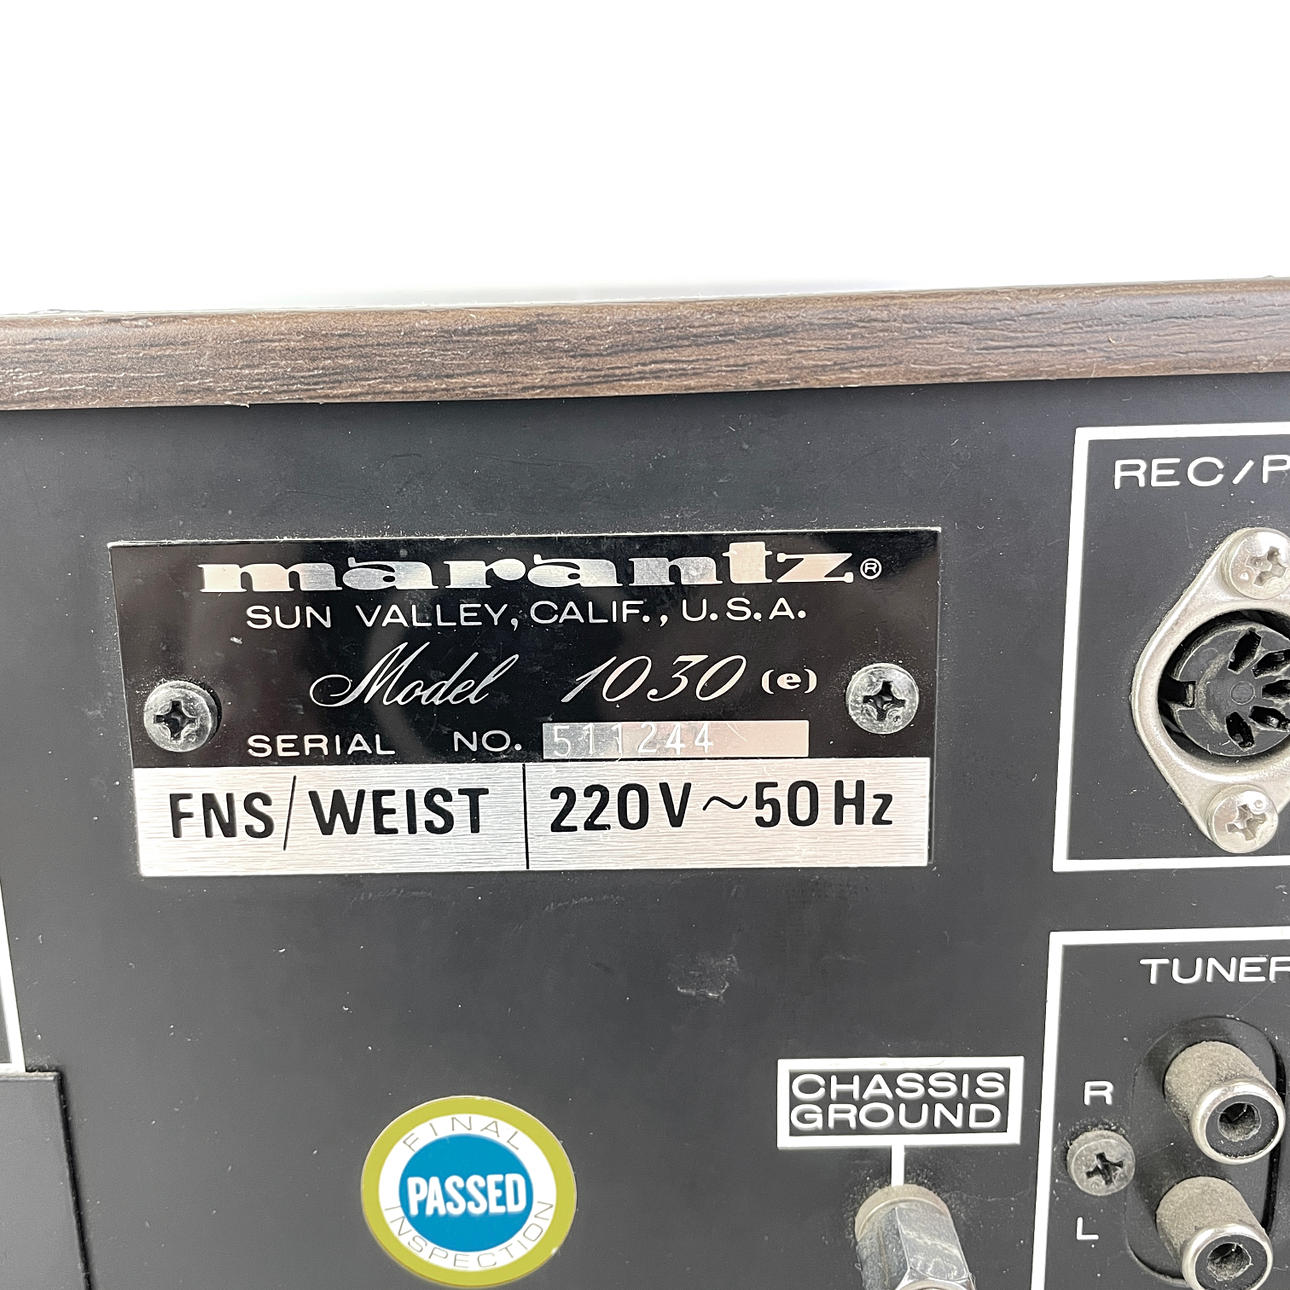 marantz®
SUN VALLEY, CALIF., U.S.A.
Model 1030 (e)
SERIAL NO. 511244
FNS/WEIST 220V~50Hz
REC/P
TUNER
CHASSIS
GROUND
R
L
FINAL
PASSED
INSPECTION